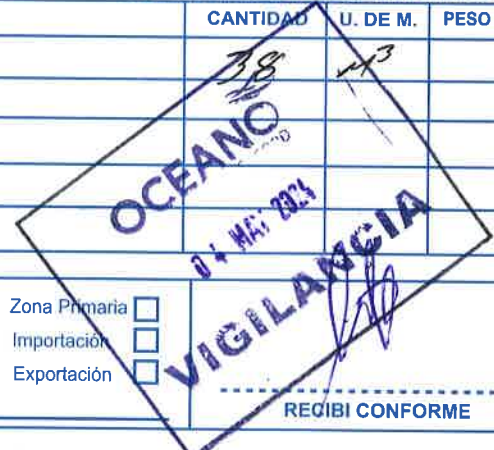 CANTIDAD U. DE M. PESO
38 m³
OCEANO
04 MAY 2024
VIGILANCIA
Zona Primaria
Importación
Exportación
RECIBI CONFORME